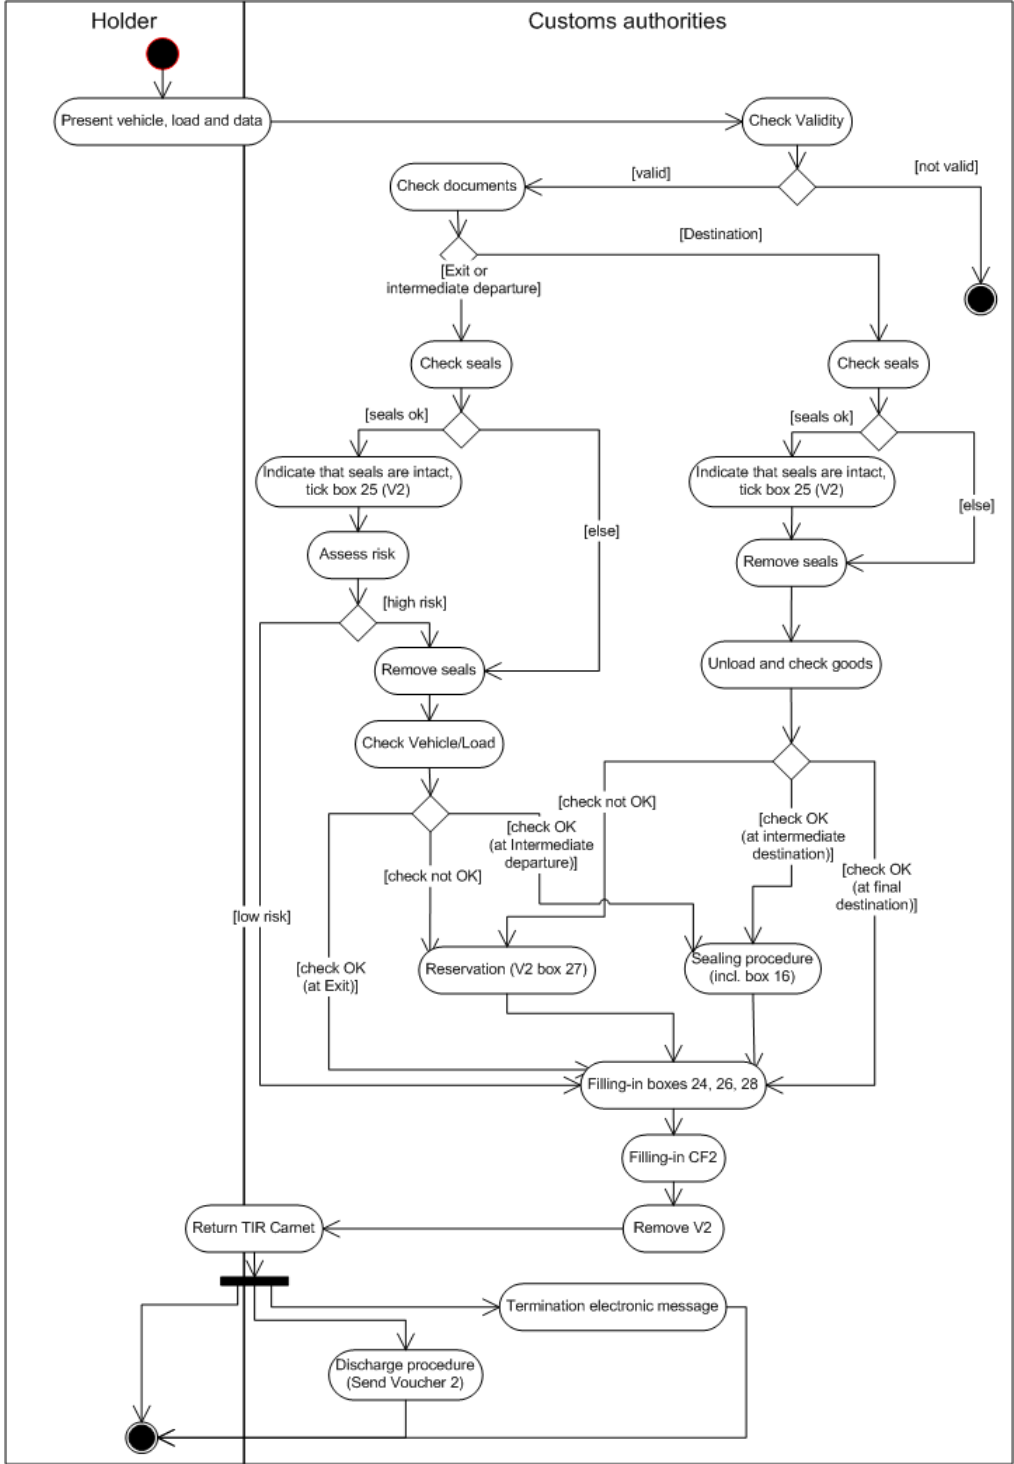 Holder
Customs authorities
Present vehicle, load and data
Check Validity
[valid]
[not valid]
Check documents
[Destination]
[Exit or
intermediate departure]
Check seals
Check seals
[seals ok]
[seals ok]
Indicate that seals are intact,
tick box 25 (V2)
Indicate that seals are intact,
tick box 25 (V2)
[else]
[else]
Assess risk
Remove seals
[high risk]
Remove seals
Unload and check goods
Check Vehicle/Load
[check not OK]
[check OK
(at Intermediate
departure)]
[check OK
(at intermediate
destination)]
[check not OK]
[check OK
(at final
destination)]
[low risk]
[check OK
(at Exit)]
Reservation (V2 box 27)
Sealing procedure
(incl. box 16)
Filling-in boxes 24, 26, 28
Filling-in CF2
Return TIR Carnet
Remove V2
Termination electronic message
Discharge procedure
(Send Voucher 2)